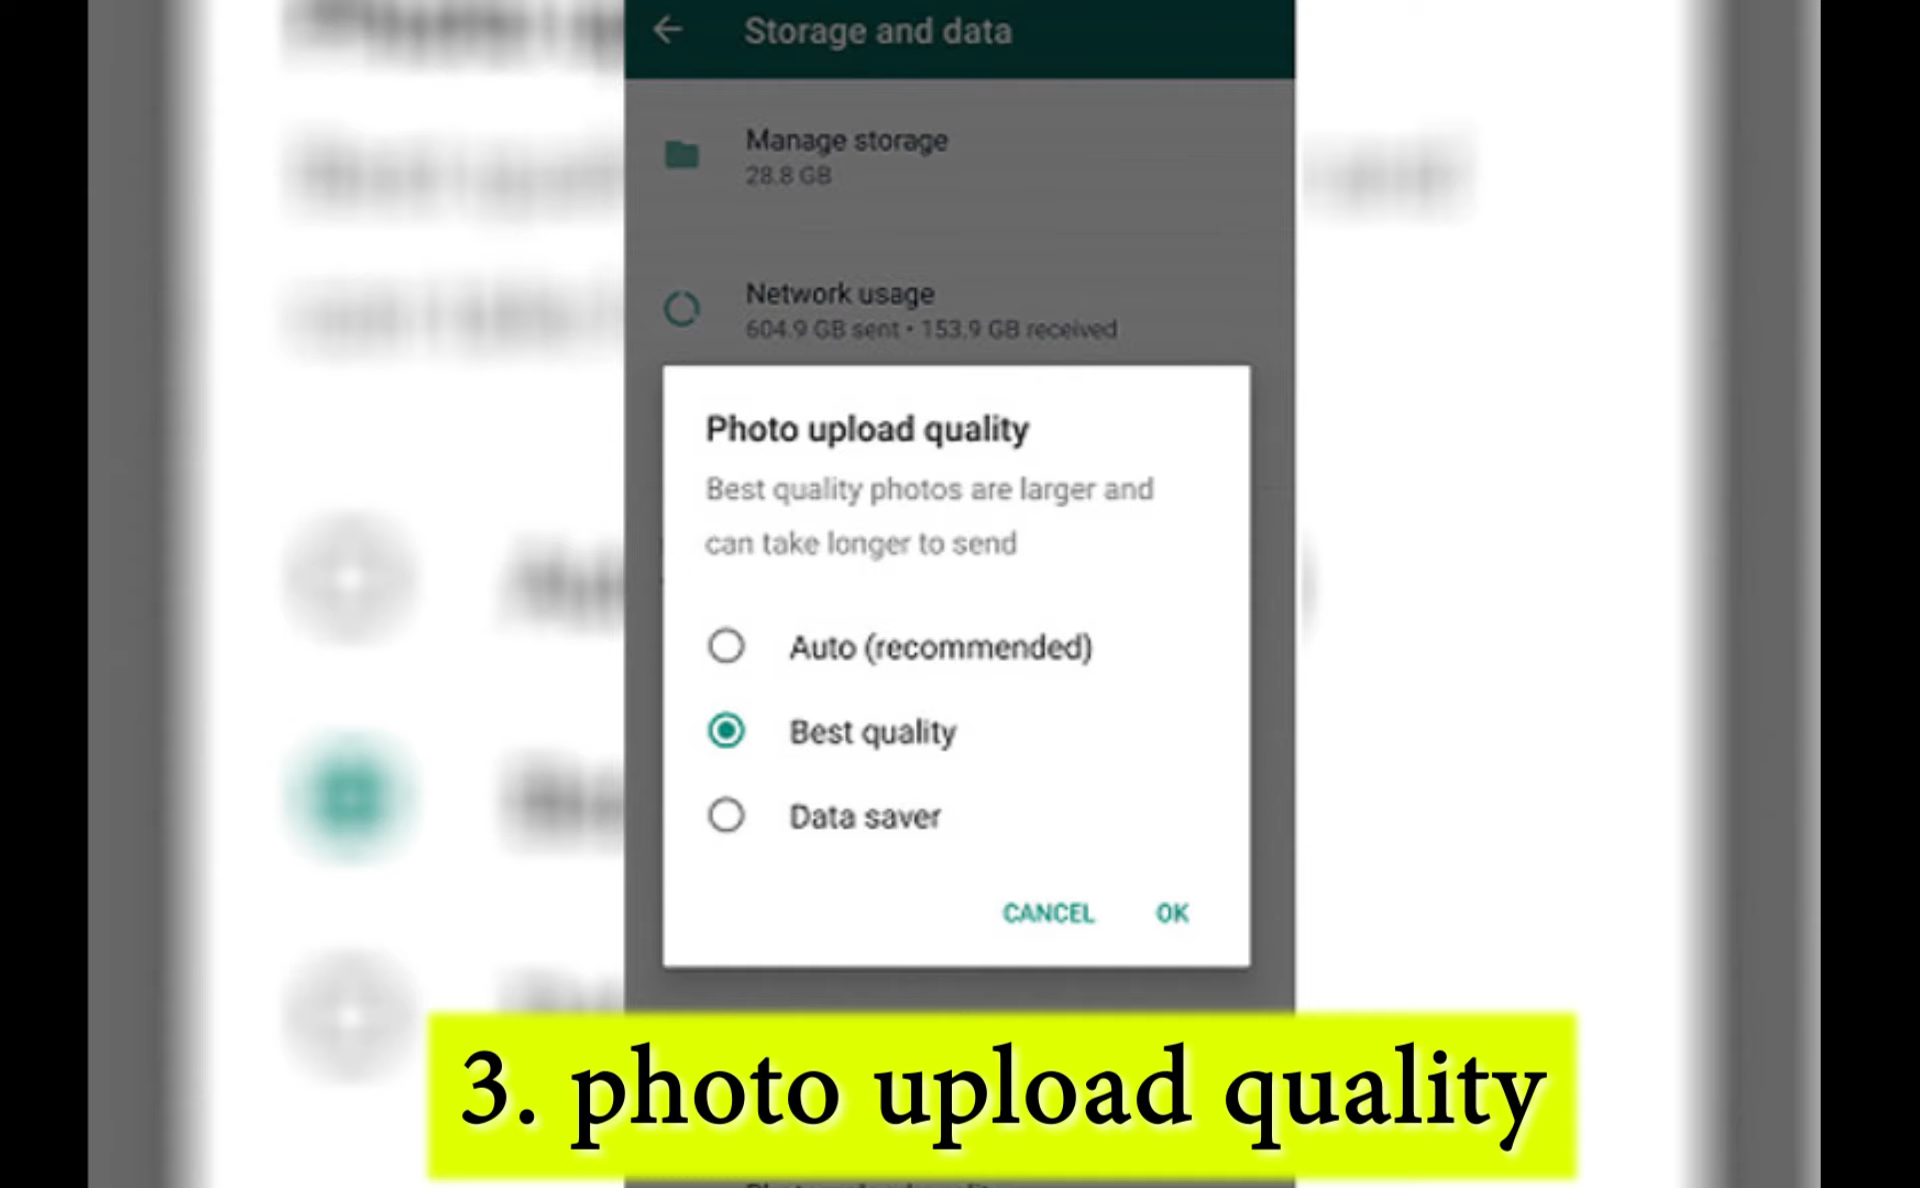 Storage and data
Manage storage
28.8 GB
Network usage
604.9 GB sent • 153.9 GB received
Photo upload quality
Best quality photos are larger and
can take longer to send
Auto (recommended)
Best quality
Data saver
CANCEL OK
3. photo upload quality